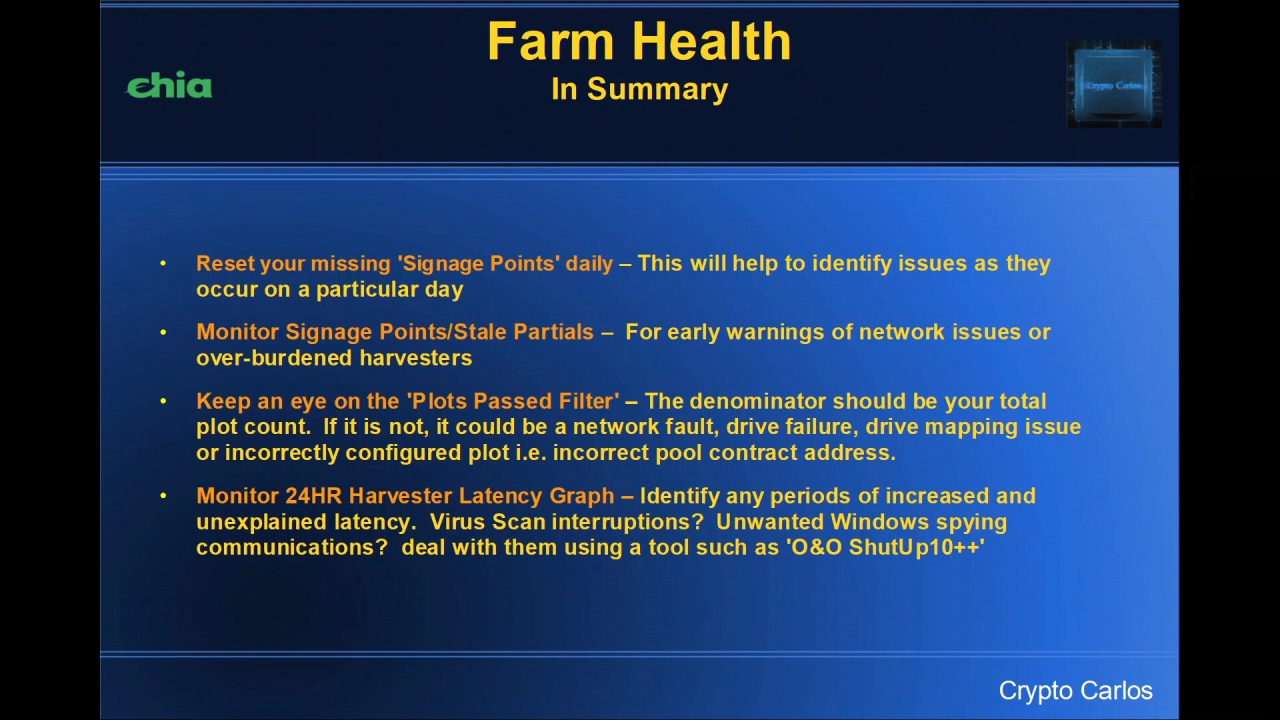 Farm Health
In Summary
chia
Crypto Carlos
• Reset your missing 'Signage Points' daily – This will help to identify issues as they
occur on a particular day
• Monitor Signage Points/Stale Partials – For early warnings of network issues or
over-burdened harvesters
• Keep an eye on the 'Plots Passed Filter' – The denominator should be your total
plot count. If it is not, it could be a network fault, drive failure, drive mapping issue
or incorrectly configured plot i.e. incorrect pool contract address.
• Monitor 24HR Harvester Latency Graph – Identify any periods of increased and
unexplained latency. Virus Scan interruptions? Unwanted Windows spying
communications? deal with them using a tool such as 'O&O ShutUp10++'
Crypto Carlos